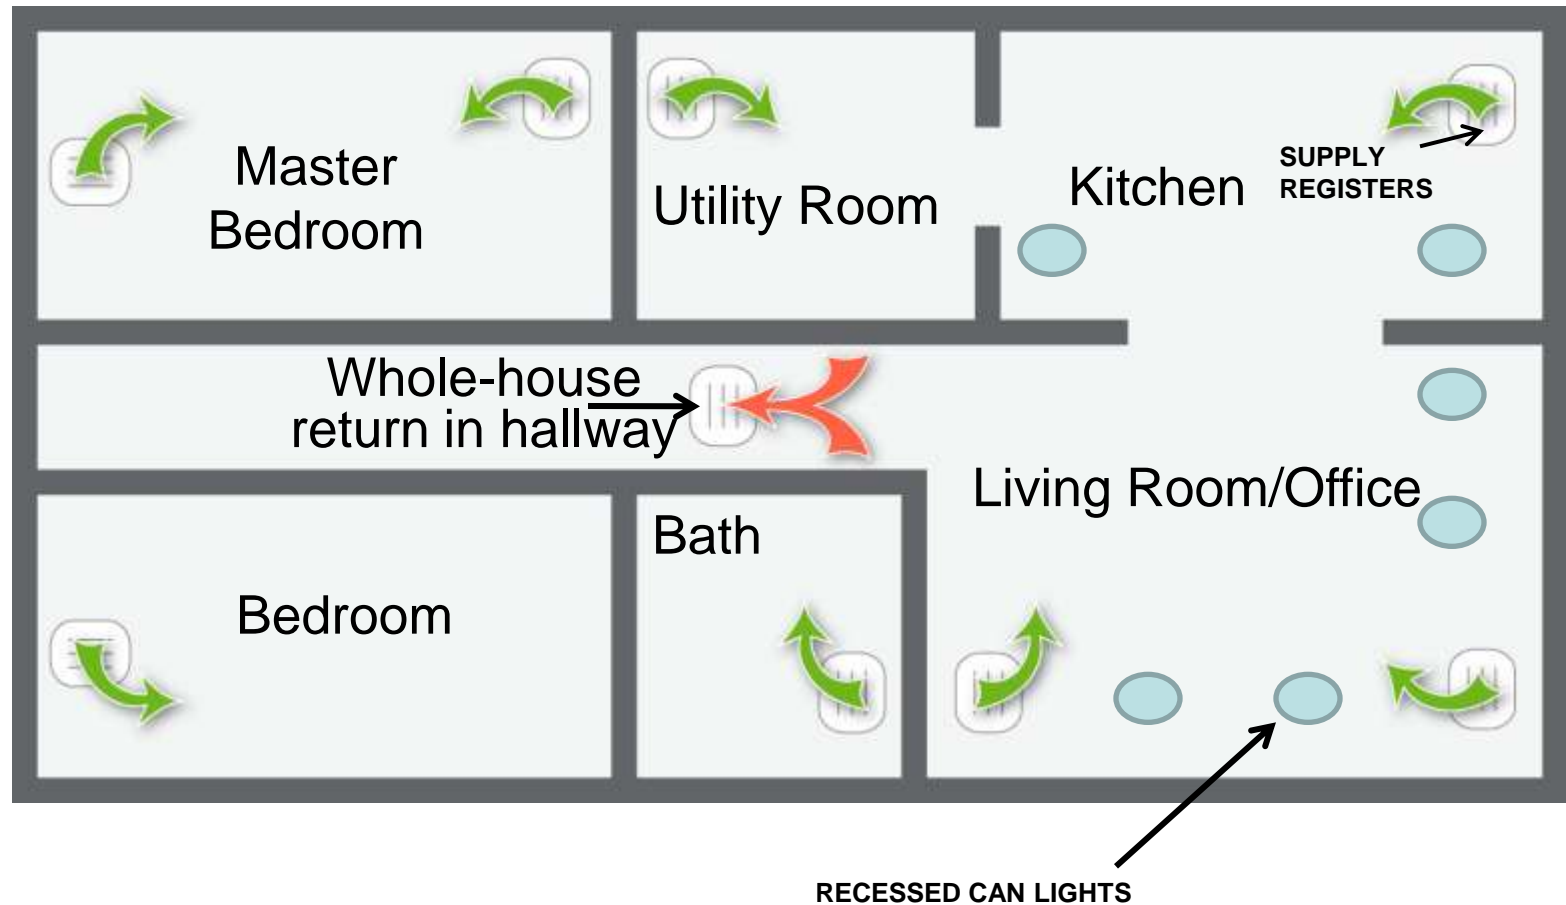 Master
Bedroom
Utility Room
Kitchen
SUPPLY
REGISTERS
Whole-house
return in hallway
Living Room/Office
Bath
Bedroom
RECESSED CAN LIGHTS